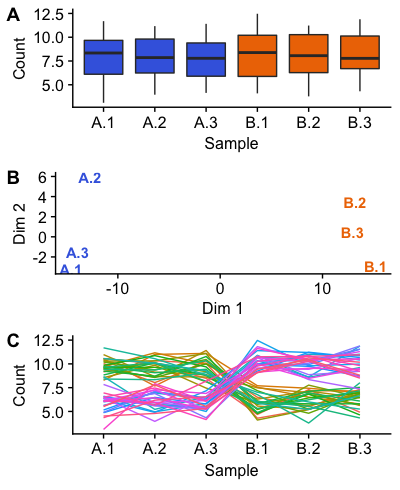 A
12.5
10.0
7.5
5.0
Count
A.1 A.2 A.3 B.1 B.2 B.3
Sample
B
6
4
2
0
-2
Dim 2
A.2
B.2
B.3
A.3
A.1
B.1
-10 0 10
Dim 1
C
12.5
10.0
7.5
5.0
Count
A.1 A.2 A.3 B.1 B.2 B.3
Sample